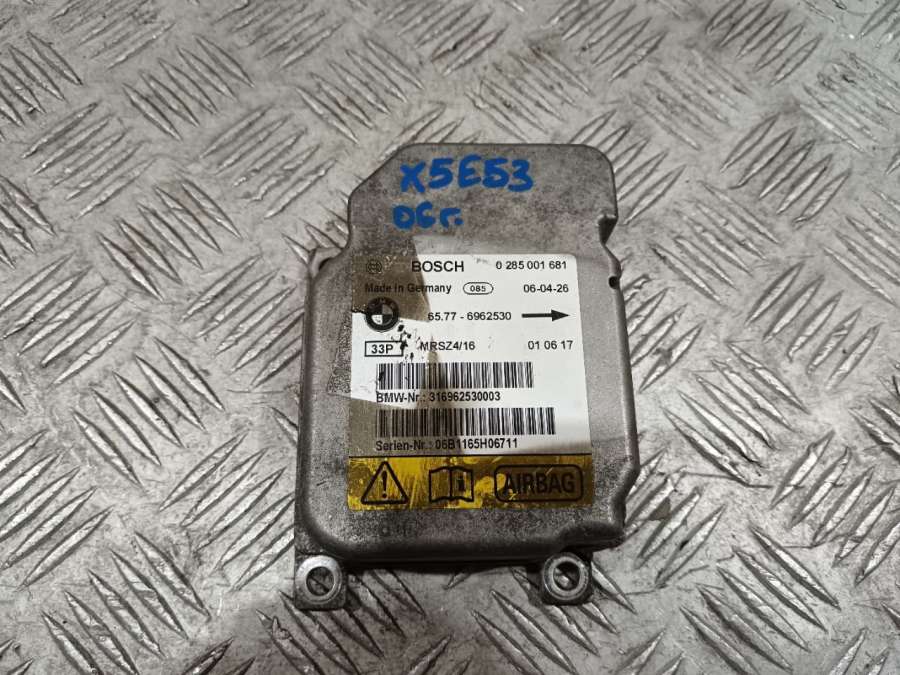 X5E53
06г.
BOSCH 0 285 001 681
Made in Germany 085 06-04-26
65.77 - 6962530
33P MRSZ4/16 01 06 17
BMW-Nr.: 316962530003
Serien-Nr.: 06B1165H06711
AIRBAG